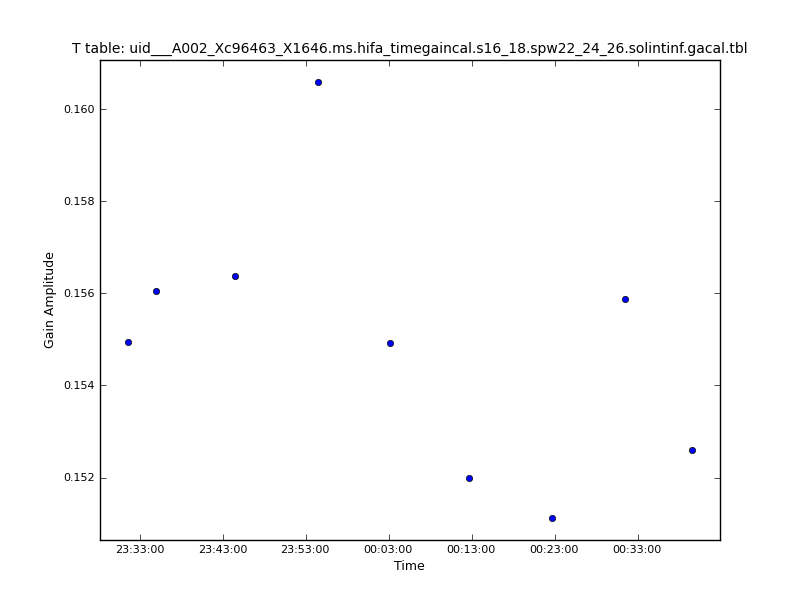 T table: uid___A002_Xc96463_X1646.ms.hifa_timegaincal.s16_18.spw22_24_26.solintinf.gacal.tbl
0.160
0.158
0.156
0.154
0.152
Gain Amplitude
23:33:00 23:43:00 23:53:00 00:03:00 00:13:00 00:23:00 00:33:00
Time